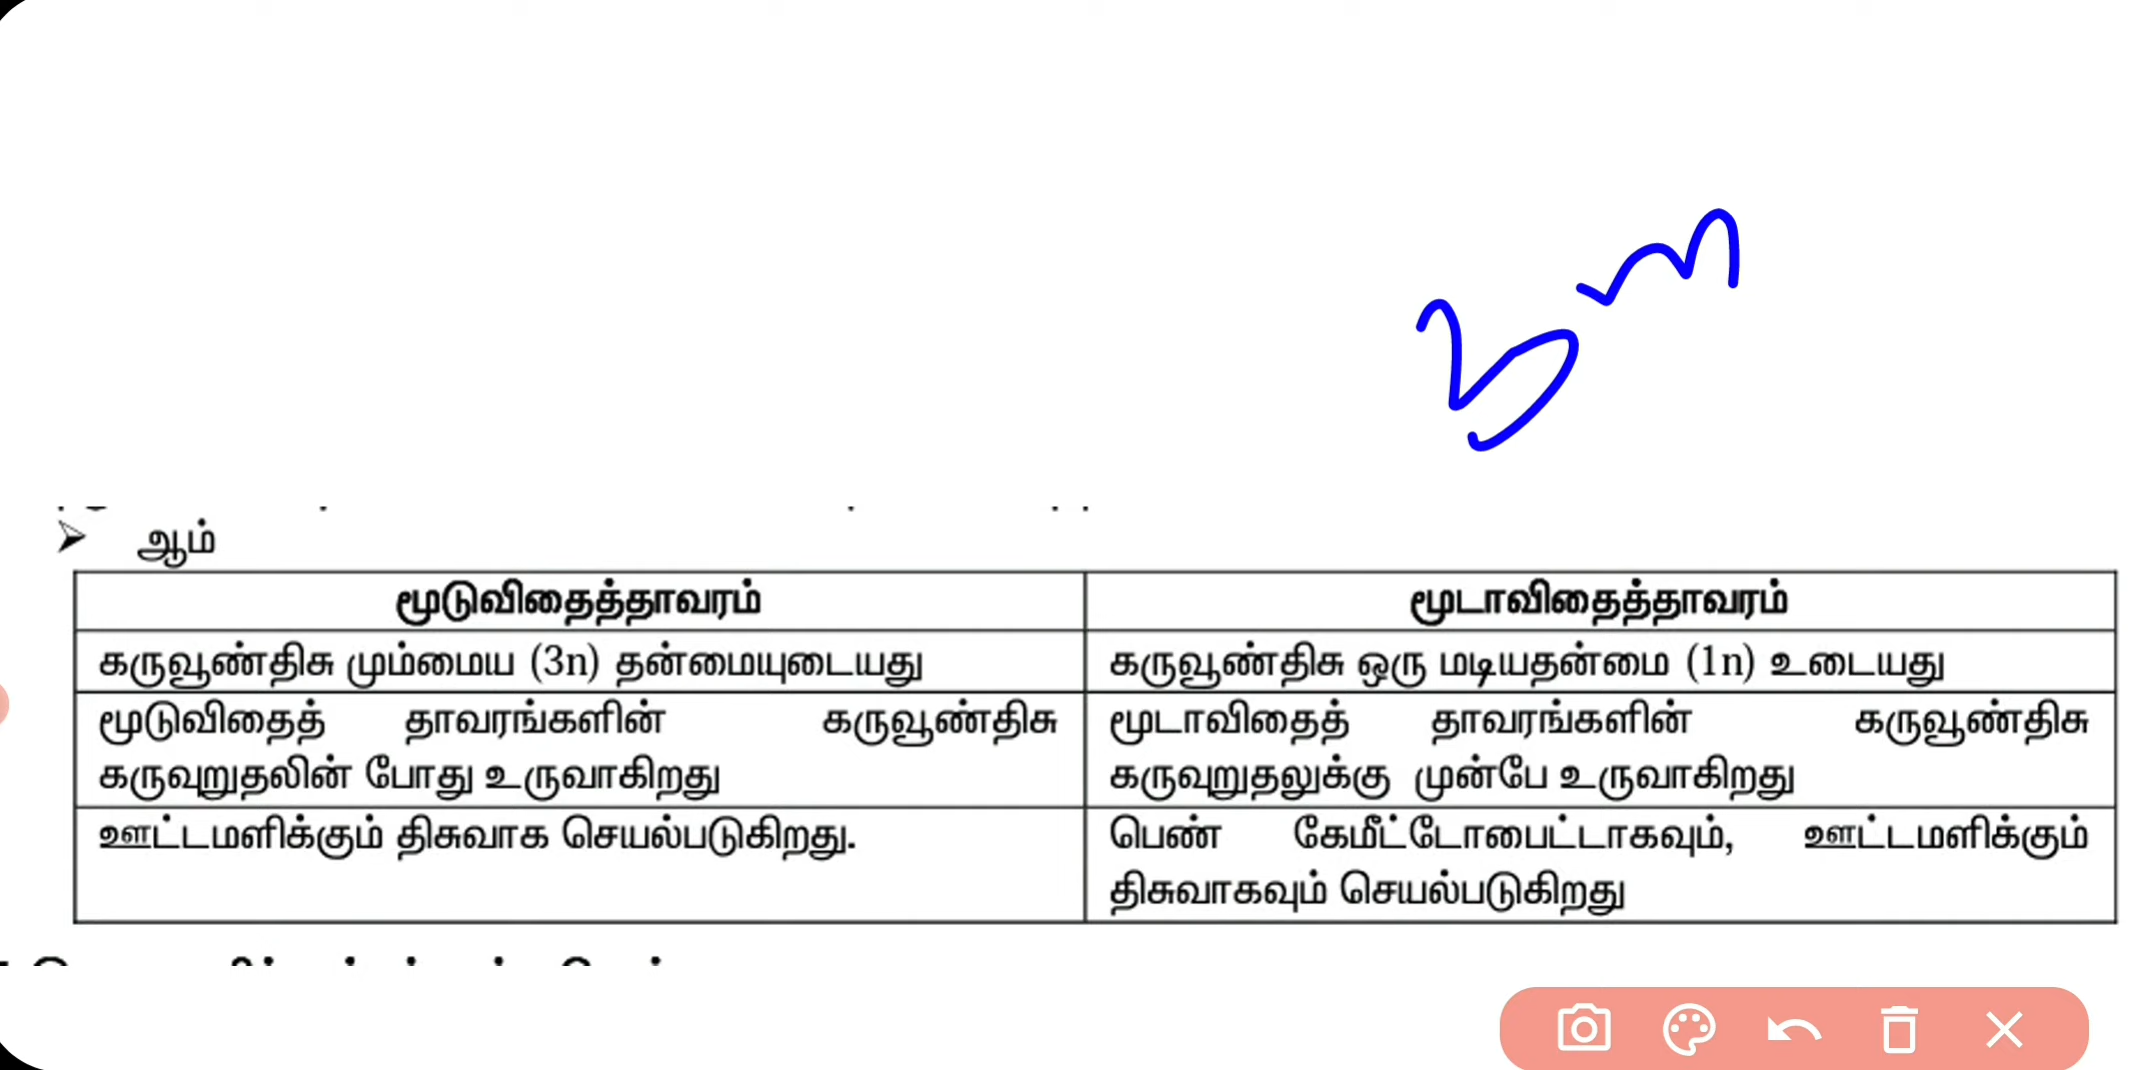 3m
➤ ஆம்
மூடுவிதைத்தாவரம்
மூடாவிதைத்தாவரம்
கருவூண்திசு மும்மைய (3n) தன்மையுடையது
கருவூண்திசு ஒரு மடியதன்மை (1n) உடையது
மூடுவிதைத் தாவரங்களின் கருவூண்திசு
கருவுறுதலின் போது உருவாகிறது
மூடாவிதைத் தாவரங்களின் கருவூண்திசு
கருவுறுதலுக்கு முன்பே உருவாகிறது
ஊட்டமளிக்கும் திசுவாக செயல்படுகிறது.
பெண் கேமீட்டோபைட்டாகவும், ஊட்டமளிக்கும்
திசுவாகவும் செயல்படுகிறது